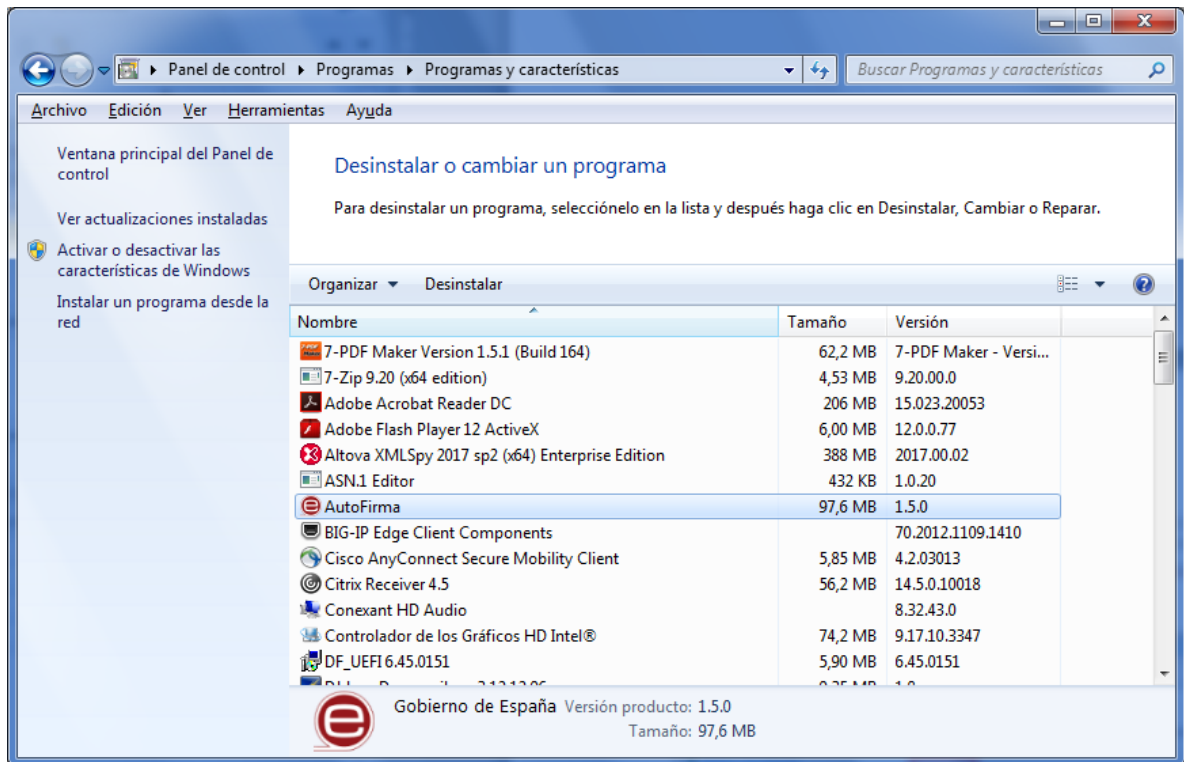 Panel de control Programas Programas y características Buscar Programas y características
Archivo Edición Ver Herramientas Ayuda
Ventana principal del Panel de
control
Ver actualizaciones instaladas
Activar o desactivar las
características de Windows
Instalar un programa desde la
red
Desinstalar o cambiar un programa
Para desinstalar un programa, selecciónelo en la lista y después haga clic en Desinstalar, Cambiar o Reparar.
Organizar Desinstalar
Nombre Tamaño Versión
7-PDF Maker Version 1.5.1 (Build 164) 62,2 MB 7-PDF Maker - Versi...
7-Zip 9.20 (x64 edition) 4,53 MB 9.20.00.0
Adobe Acrobat Reader DC 206 MB 15.023.20053
Adobe Flash Player 12 ActiveX 6,00 MB 12.0.0.77
Altova XMLSpy 2017 sp2 (x64) Enterprise Edition 388 MB 2017.00.02
ASN.1 Editor 432 KB 1.0.20
AutoFirma 97,6 MB 1.5.0
BIG-IP Edge Client Components 70.2012.1109.1410
Cisco AnyConnect Secure Mobility Client 5,85 MB 4.2.03013
Citrix Receiver 4.5 56,2 MB 14.5.0.10018
Conexant HD Audio 8.32.43.0
Controlador de los Gráficos HD Intel® 74,2 MB 9.17.10.3347
DF_UEFI 6.45.0151 5,90 MB 6.45.0151
Gobierno de España Versión producto: 1.5.0
Tamaño: 97,6 MB